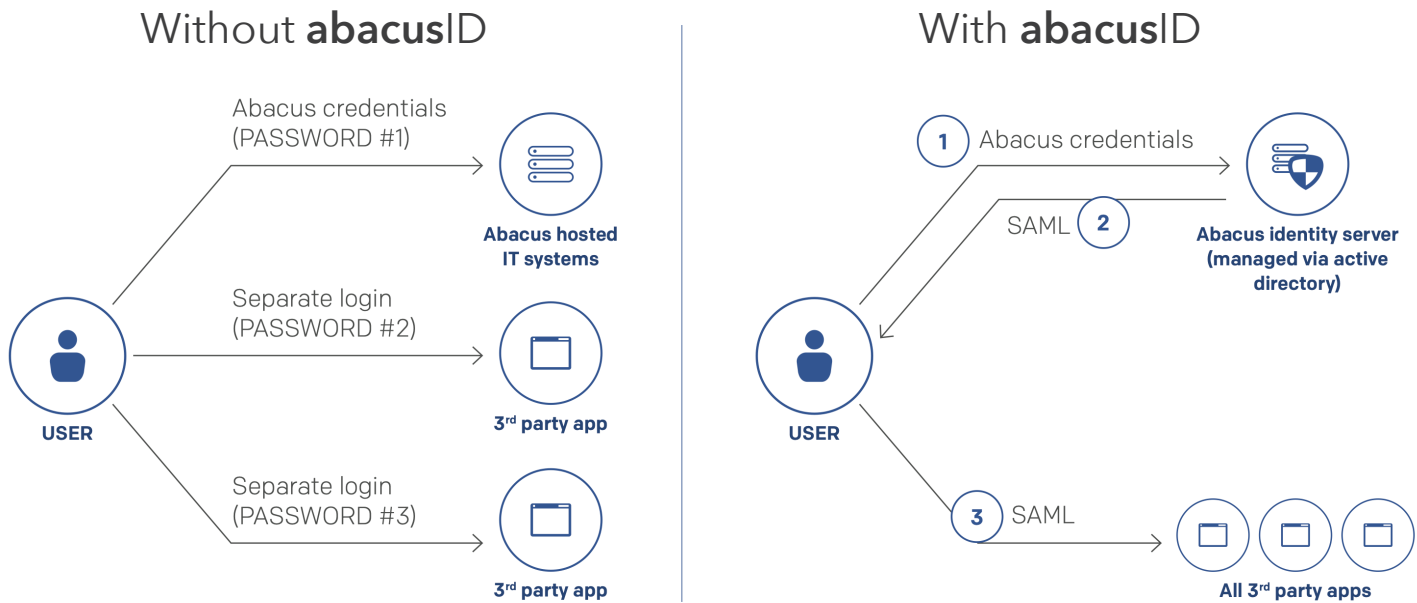 Without abacusID
Abacus credentials
(PASSWORD #1)
Abacus hosted
IT systems
Separate login
(PASSWORD #2)
USER
3rd party app
Separate login
(PASSWORD #3)
3rd party app
With abacusID
1
Abacus credentials
SAML
2
Abacus identity server
(managed via active
directory)
USER
3
SAML
All 3rd party apps